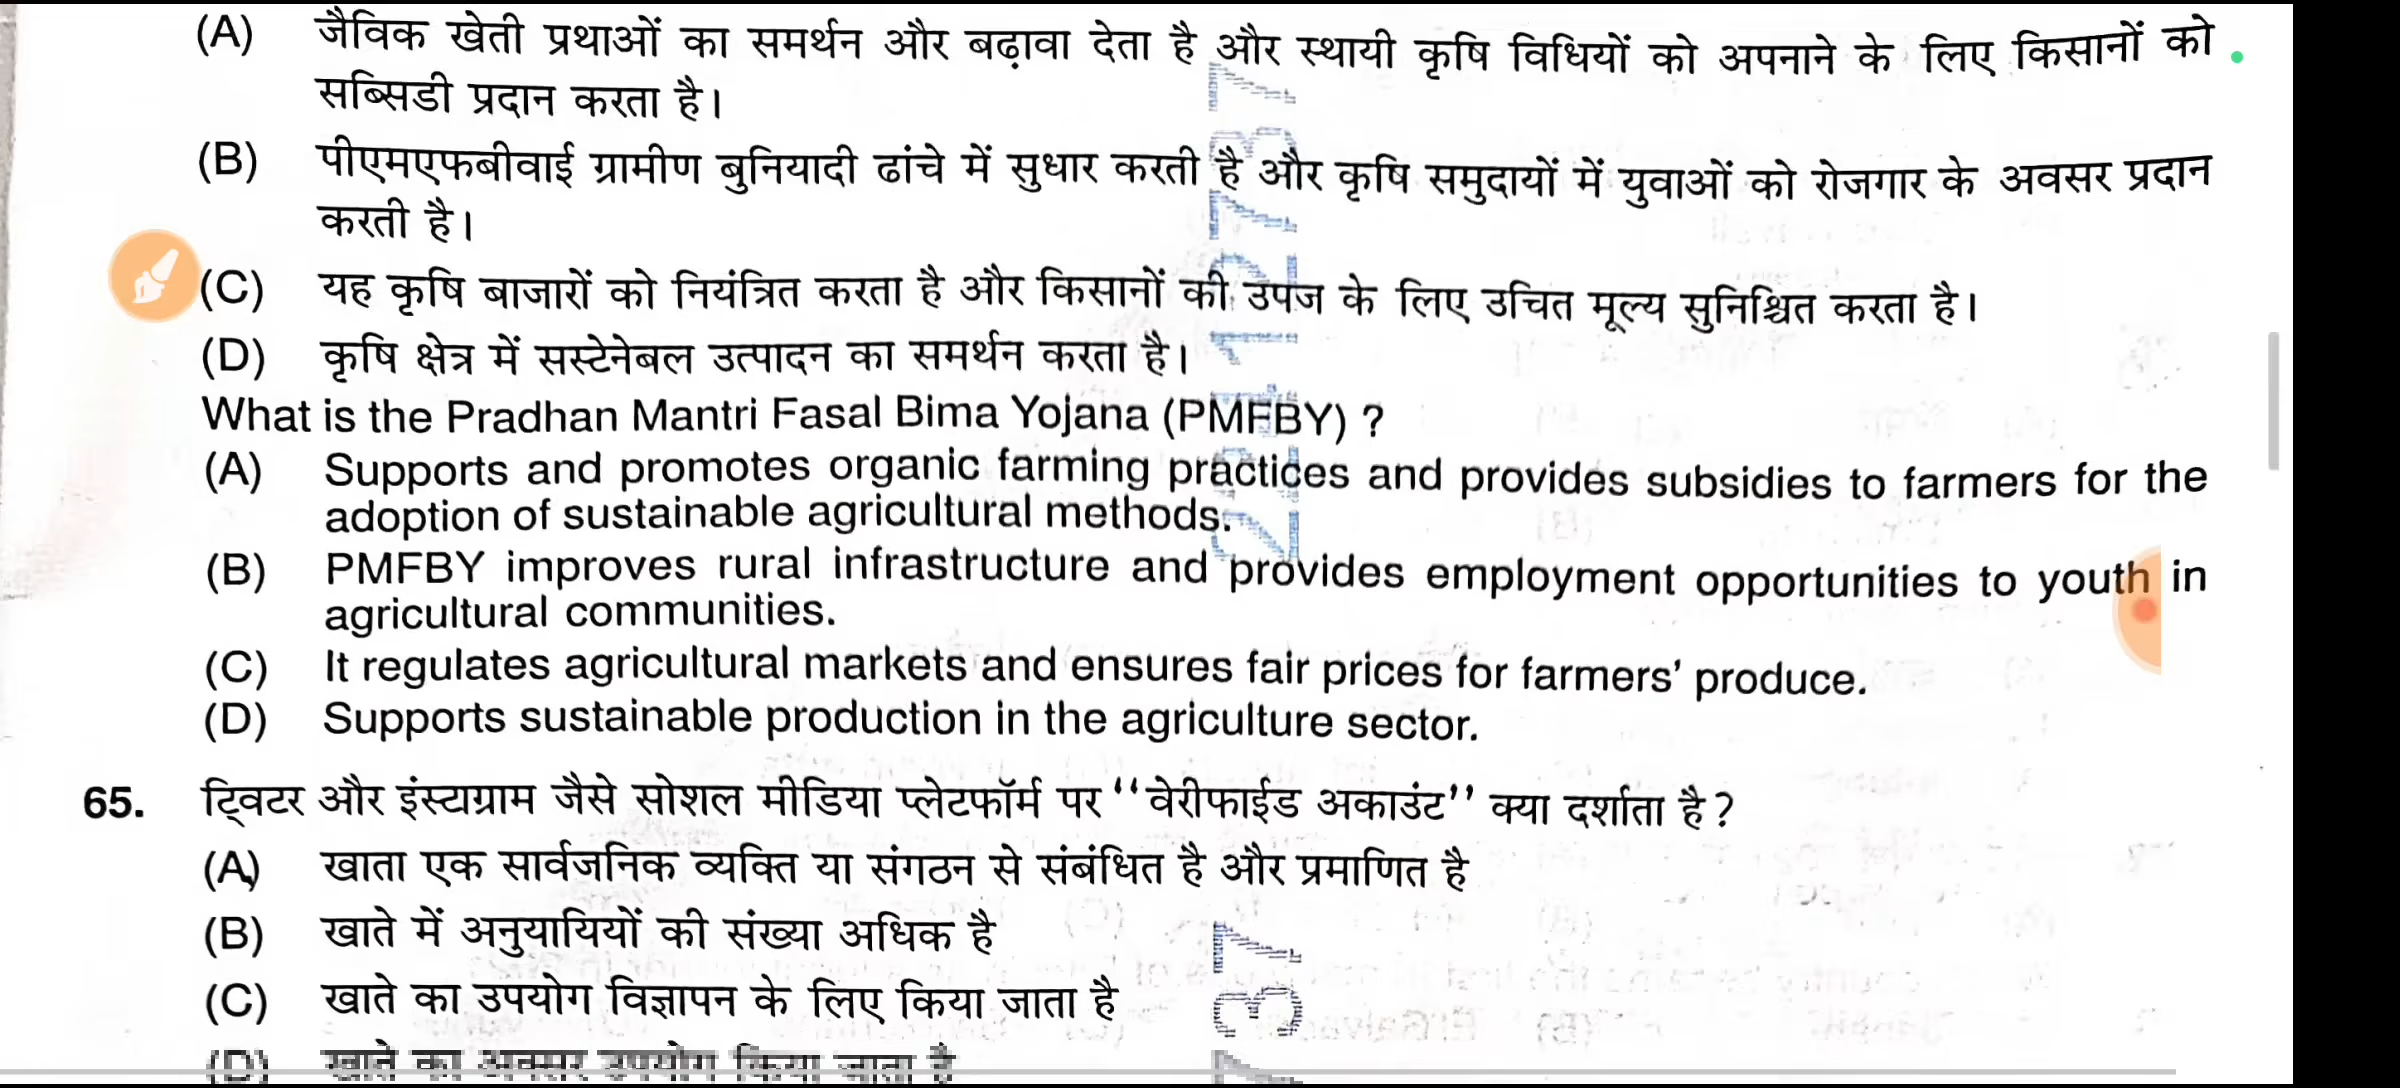 (A) जैविक खेती प्रथाओं का समर्थन और बढ़ावा देता है और स्थायी कृषि विधियों को अपनाने के लिए किसानों को
सब्सिडी प्रदान करता है।
(B) पीएमएफबीवाई ग्रामीण बुनियादी ढांचे में सुधार करती है और कृषि समुदायों में युवाओं को रोजगार के अवसर प्रदान
करती है।
(C) यह कृषि बाजारों को नियंत्रित करता है और किसानों की उपज के लिए उचित मूल्य सुनिश्चित करता है।
(D) कृषि क्षेत्र में सस्टेनेबल उत्पादन का समर्थन करता है।
What is the Pradhan Mantri Fasal Bima Yojana (PMFBY) ?
(A) Supports and promotes organic farming practices and provides subsidies to farmers for the
adoption of sustainable agricultural methods.
(B) PMFBY improves rural infrastructure and provides employment opportunities to youth in
agricultural communities.
(C) It regulates agricultural markets and ensures fair prices for farmers' produce.
(D) Supports sustainable production in the agriculture sector.
65. ट्विटर और इंस्टाग्राम जैसे सोशल मीडिया प्लेटफॉर्म पर ''वेरीफाईड अकाउंट'' क्या दर्शाता है?
(A) खाता एक सार्वजनिक व्यक्ति या संगठन से संबंधित है और प्रमाणित है
(B) खाते में अनुयायियों की संख्या अधिक है
(C) खाते का उपयोग विज्ञापन के लिए किया जाता है
(D) खाते का अक्सर उपयोग किया जाता है